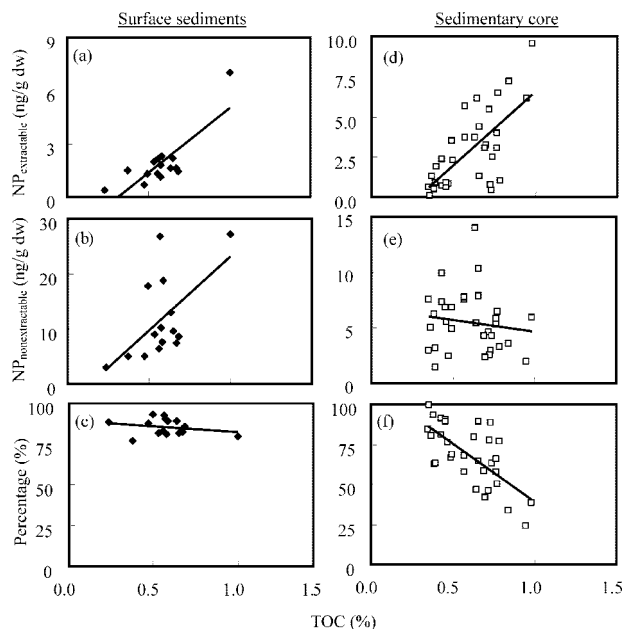 Surface sediments
Sedimentary core
(a)
NPextractable (ng/g dw)
9
6
3
0
(d)
10.0
7.5
5.0
2.5
0.0
(b)
NPnonextractable (ng/g dw)
30
20
10
0
(e)
15
10
5
0
(c)
Percentage (%)
100
75
50
25
0
(f)
100
75
50
25
0
0.0 0.5 1.0 1.5
0.0 0.5 1.0 1.5
TOC (%)